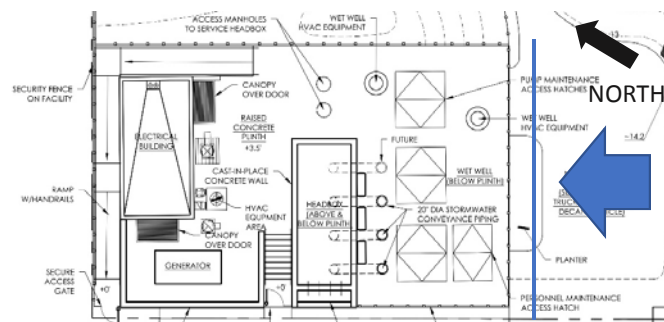 ACCESS MANHOLES
TO SERVICE HEADBOX
WET WELL
HVAC EQUIPMENT
SECURITY FENCE
ON FACILITY
CANOPY
OVER DOOR
PUMP MAINTENANCE
ACCESS HATCHES
NORTH
ELECTRICAL
BUILDING
RAISED
CONCRETE
PLINTH
+3.5'
WET WELL
HVAC EQUIPMENT
~14.2
CAST-IN-PLACE
CONCRETE WALL
FUTURE
WET WELL
(BELOW PLINTH)
RAMP
W/HANDRAILS
HEADBOX
(ABOVE &
BELOW PLINTH)
HVAC
EQUIPMENT
AREA
20" DIA STORMWATER
CONVEYANCE PIPING
CANOPY
OVER DOOR
GENERATOR
PLANTER
SECURE
ACCESS
GATE
+0'
+0'
PERSONNEL MAINTENANCE
ACCESS HATCH